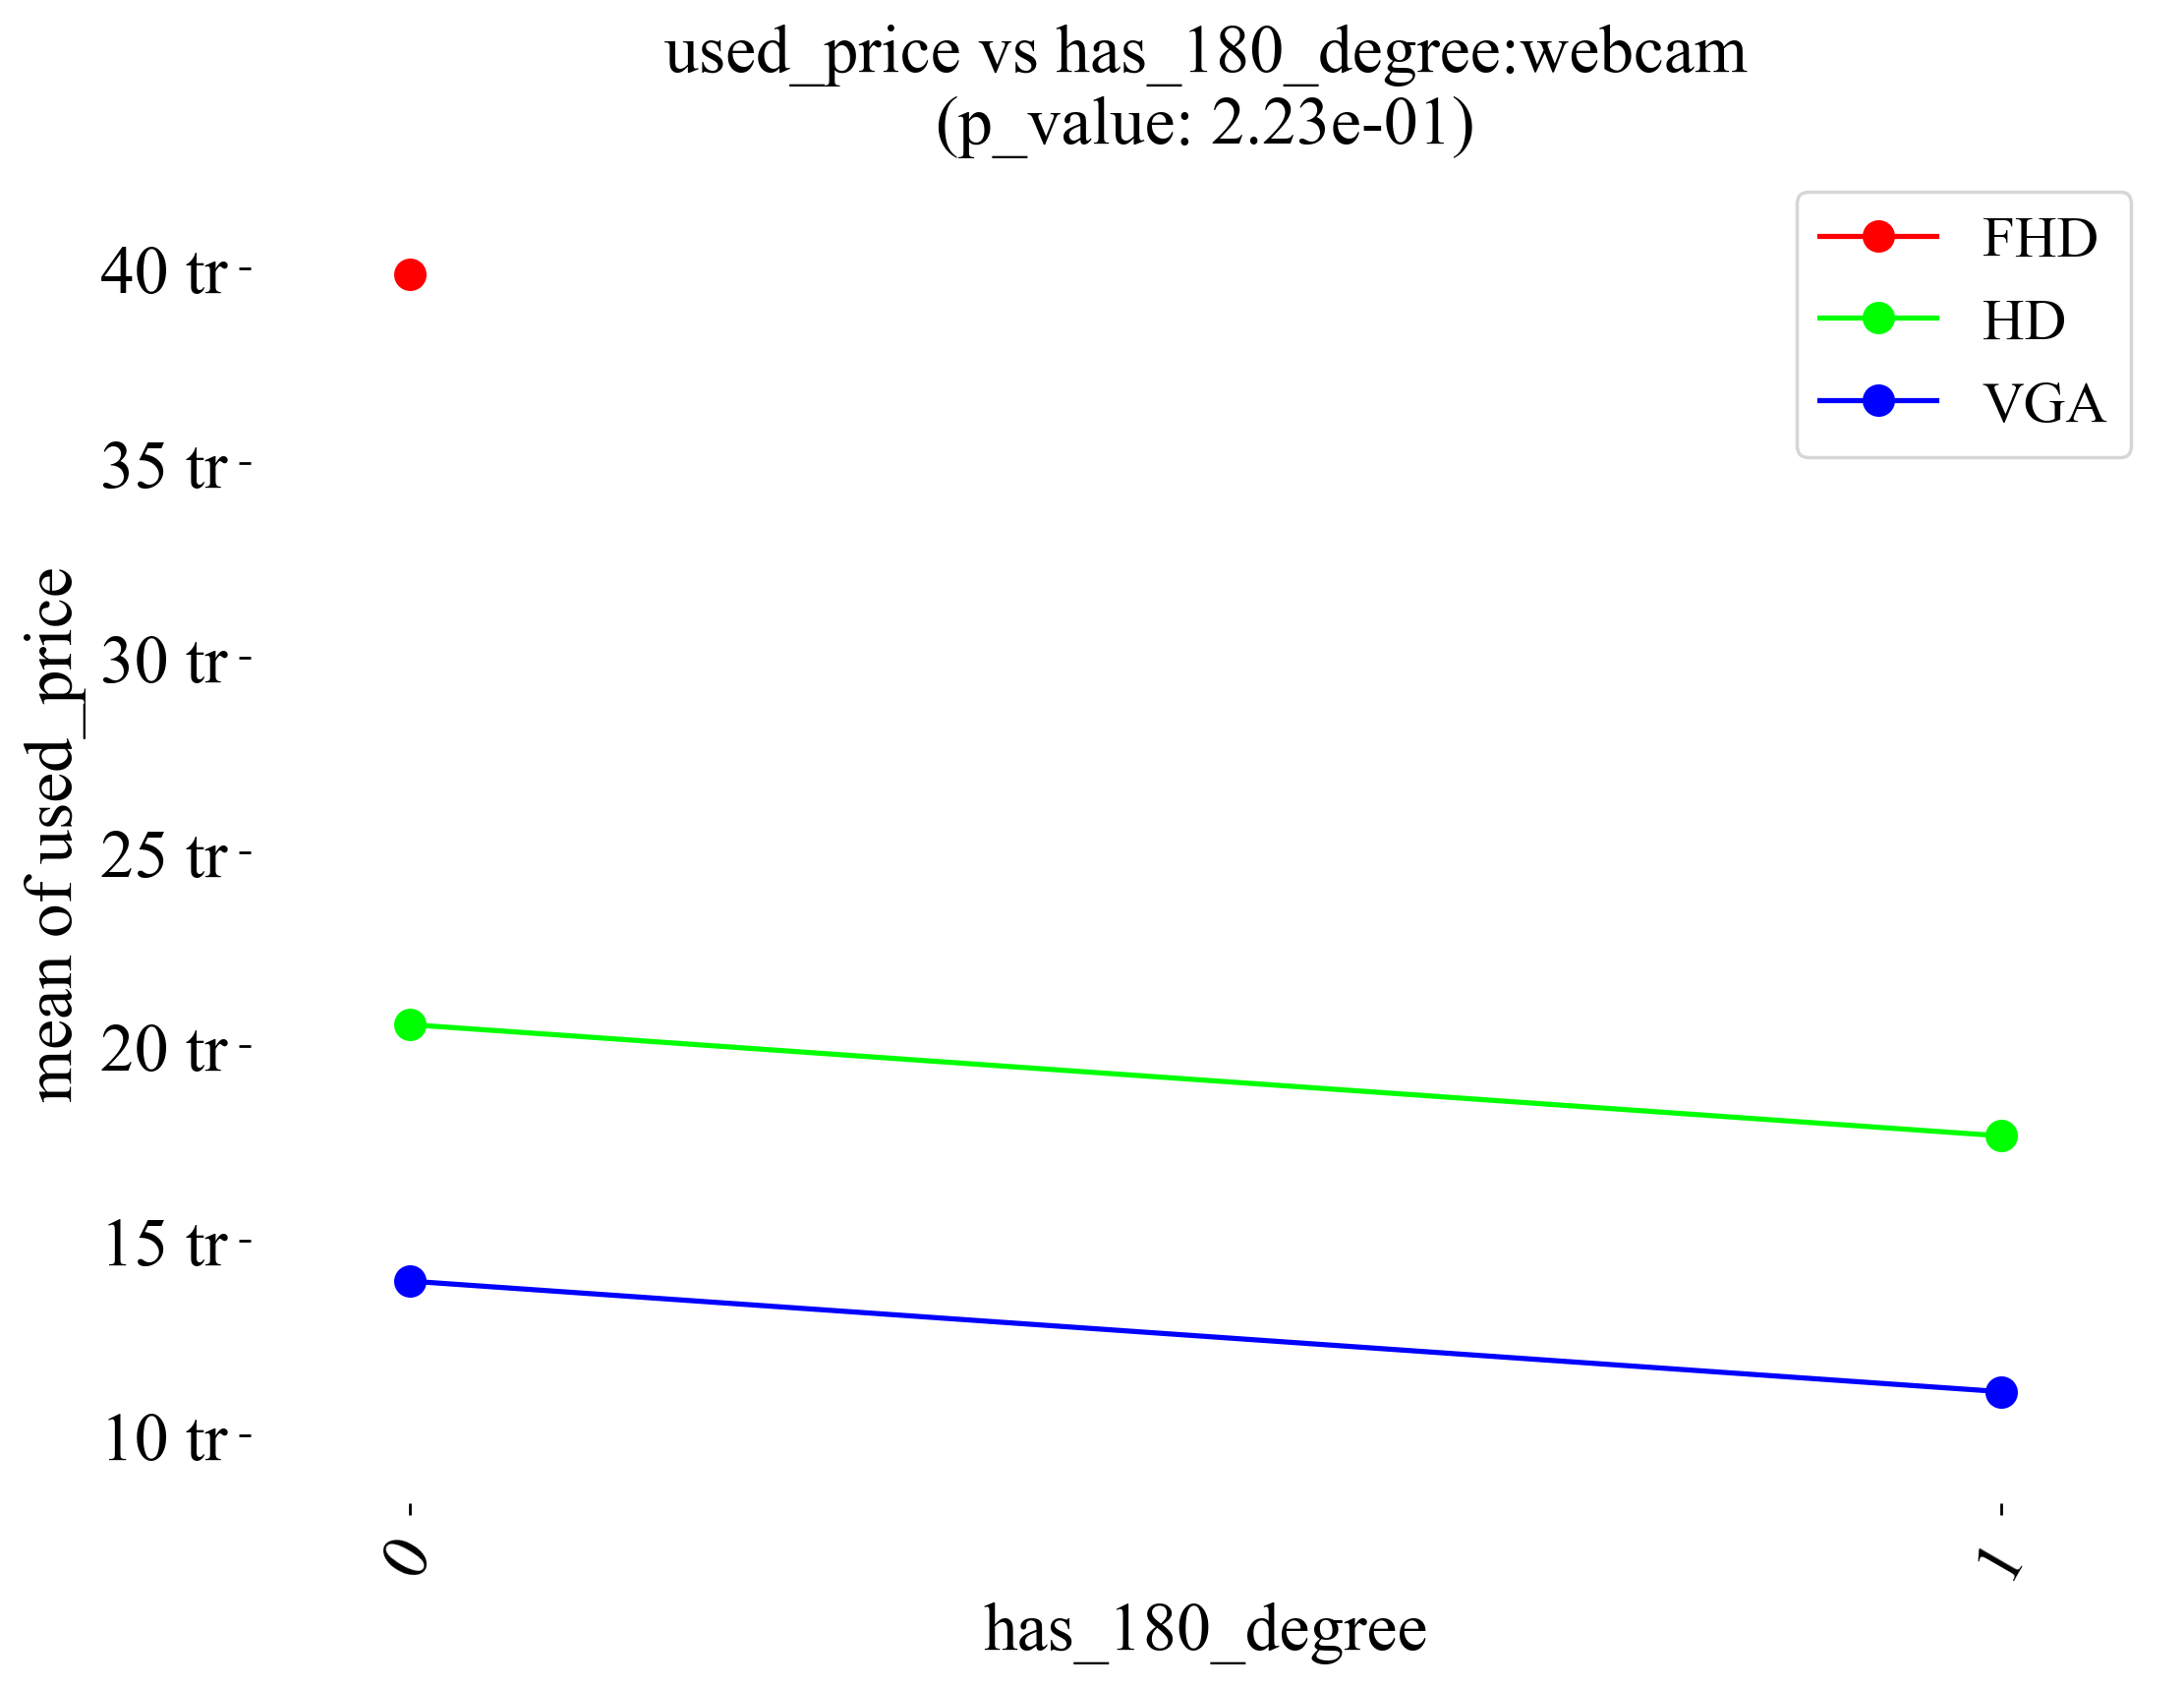 used_price vs has_180_degree:webcam
(p_value: 2.23e-01)
FHD
HD
VGA
40 tr
35 tr
30 tr
25 tr
20 tr
15 tr
10 tr
mean of used_price
0
1
has_180_degree